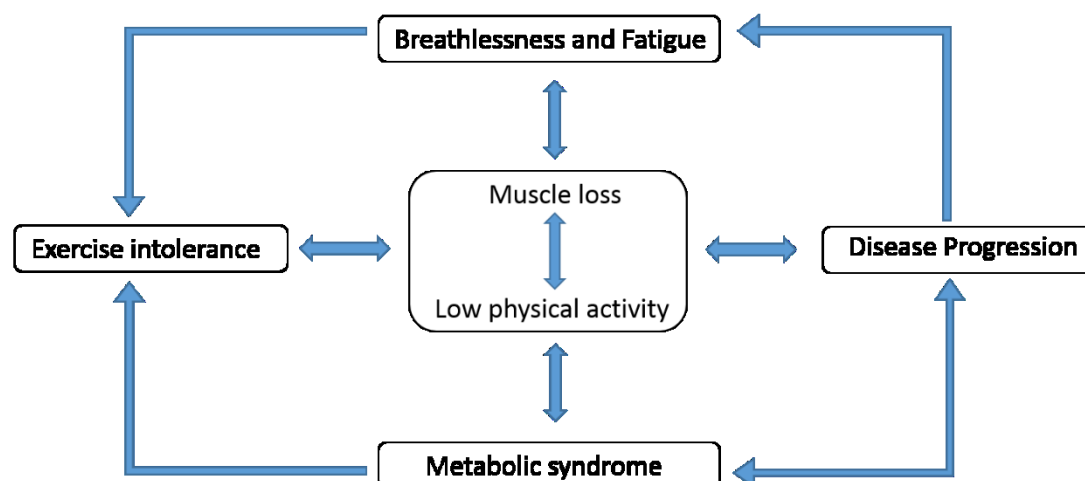 Breathlessness and Fatigue
Muscle loss
Exercise intolerance
Disease Progression
Low physical activity
Metabolic syndrome